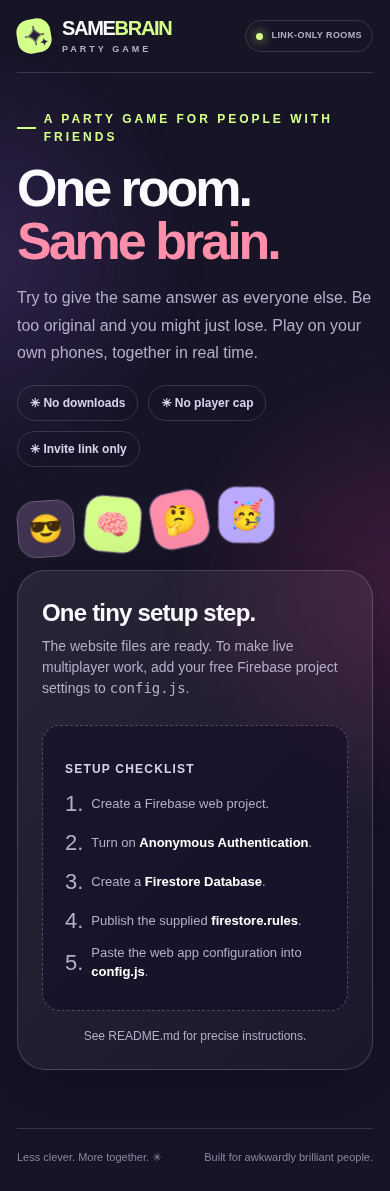 SAMEBRAIN
PARTY GAME
LINK-ONLY ROOMS
A PARTY GAME FOR PEOPLE WITH
FRIENDS
One room.
Same brain.
Try to give the same answer as everyone else. Be
too original and you might just lose. Play on your
own phones, together in real time.
✳ No downloads
✳ No player cap
✳ Invite link only
One tiny setup step.
The website files are ready. To make live
multiplayer work, add your free Firebase project
settings to config.js.
SETUP CHECKLIST
1. Create a Firebase web project.
2. Turn on Anonymous Authentication.
3. Create a Firestore Database.
4. Publish the supplied firestore.rules.
5. Paste the web app configuration into
config.js.
See README.md for precise instructions.
Less clever. More together. ✳
Built for awkwardly brilliant people.